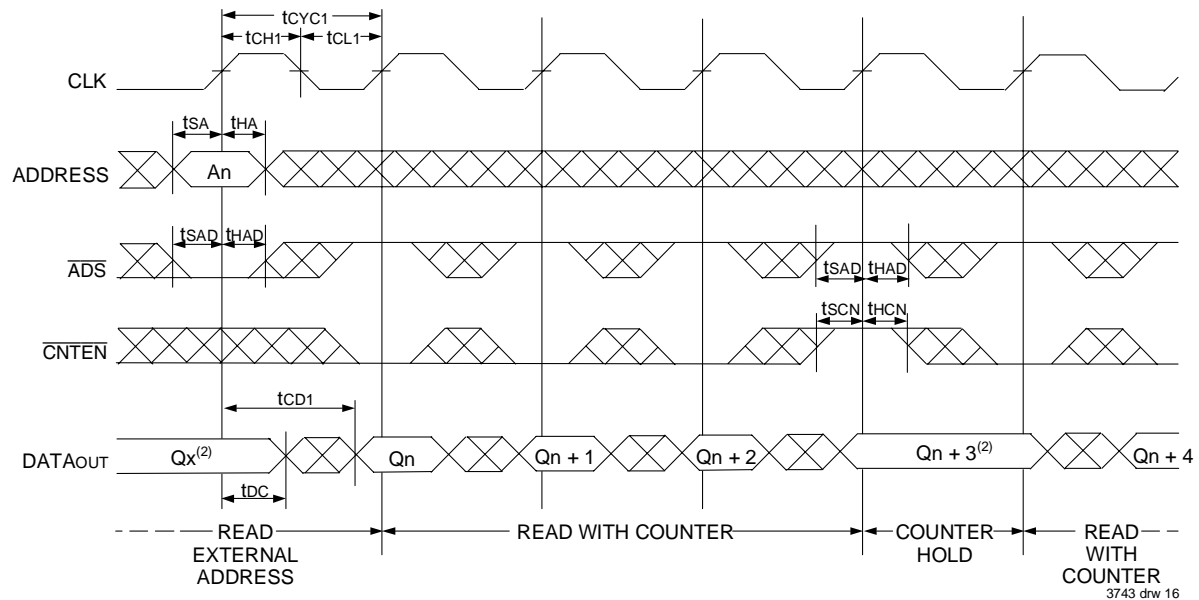 tCYC1
tCH1 tCL1
CLK
tSA tHA
ADDRESS An
tSAD tHAD
ADS
tSAD tHAD
tSCN tHCN
CNTEN
tCD1
DATAOUT Qx(2) Qn Qn + 1 Qn + 2 Qn + 3(2) Qn + 4
tDC
READ EXTERNAL ADDRESS
READ WITH COUNTER
COUNTER HOLD
READ WITH COUNTER
3743 drw 16